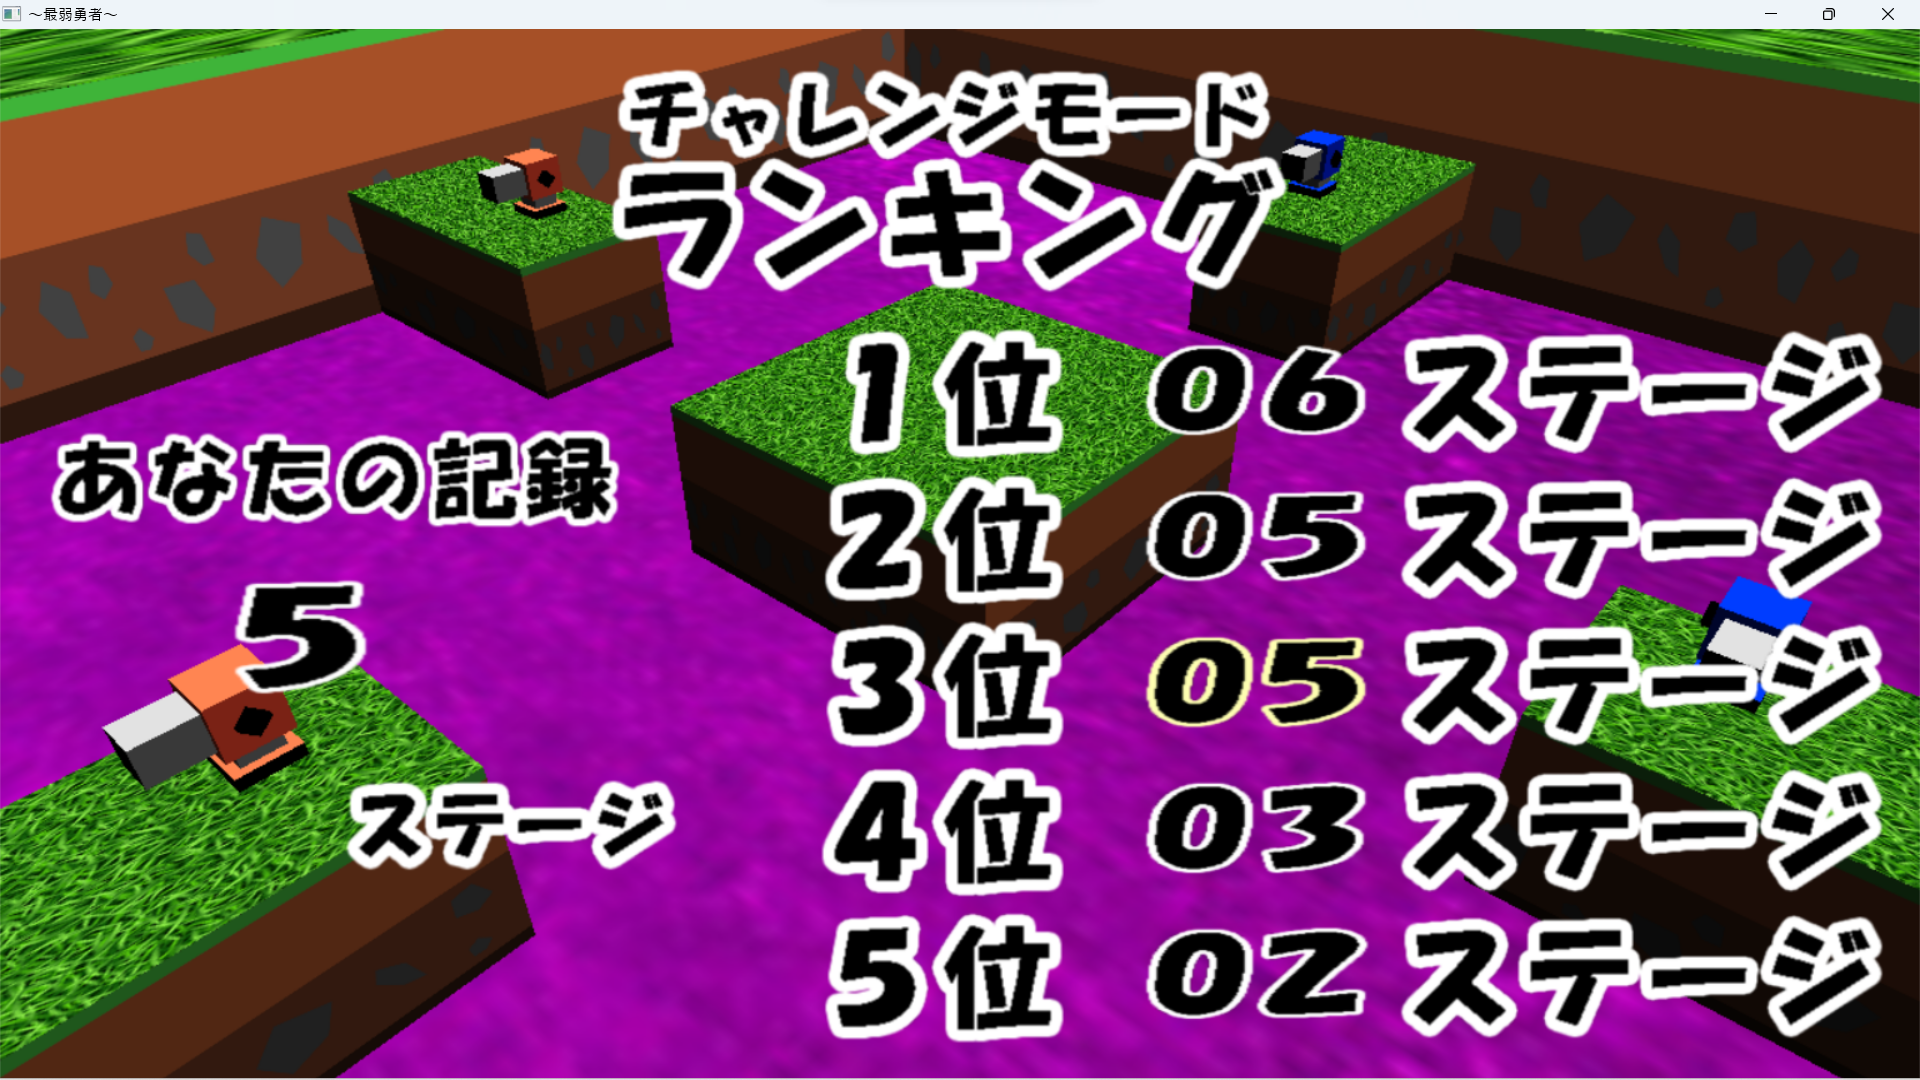 ～最弱勇者～
チャレンジモード
ランキング
あなたの記録
5
ステージ
1位 06 ステージ
2位 05 ステージ
3位 05 ステージ
4位 03 ステージ
5位 02 ステージ